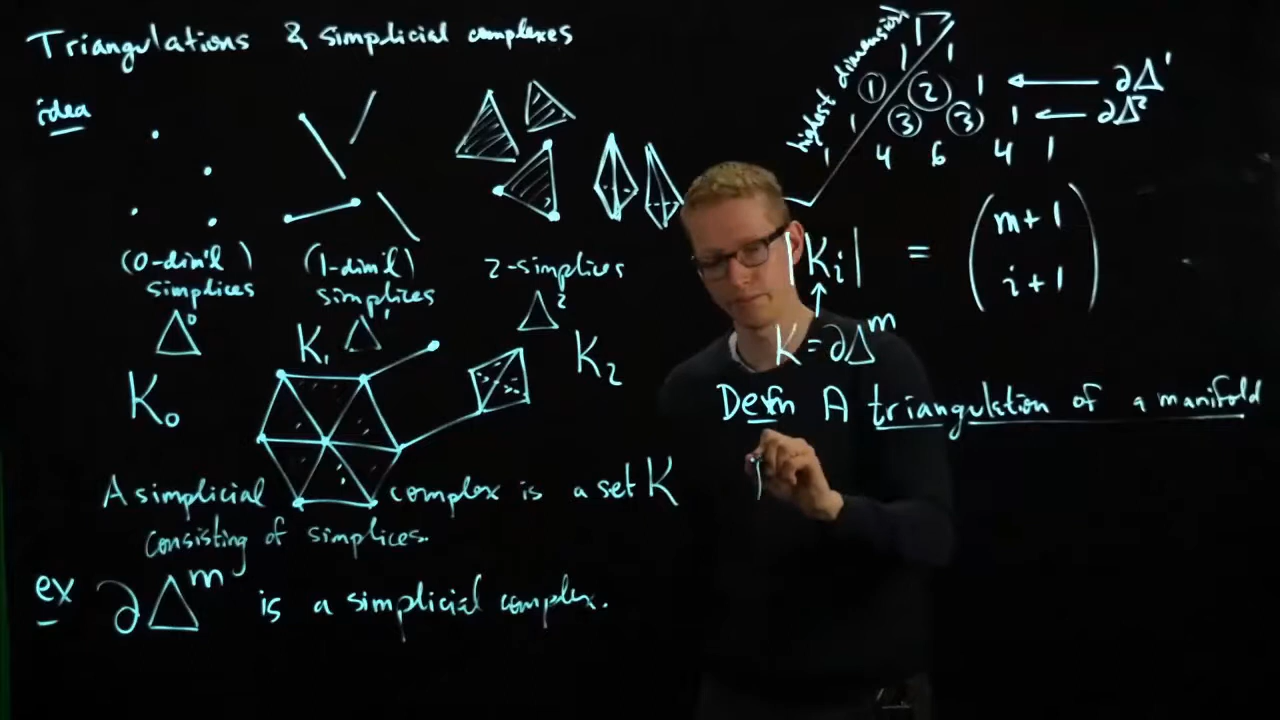 Triangulations & simplicial complexes
idea
(0-dim'l)
simplices
Δ⁰
K₀
(1-dim'l)
simplices
Δ¹
K₁
2-simplices
Δ²
K₂
A simplicial complex is a set K
consisting of simplices.
ex ∂Δᵐ is a simplicial complex.
highest dimension
1
1 1
1 2 1 ← ∂Δ¹
1 3 3 1 ← ∂Δ²
1 4 6 4 1
|Kᵢ| = (m+1
i+1)
K = ∂Δᵐ
Defn A triangulation of a manifold